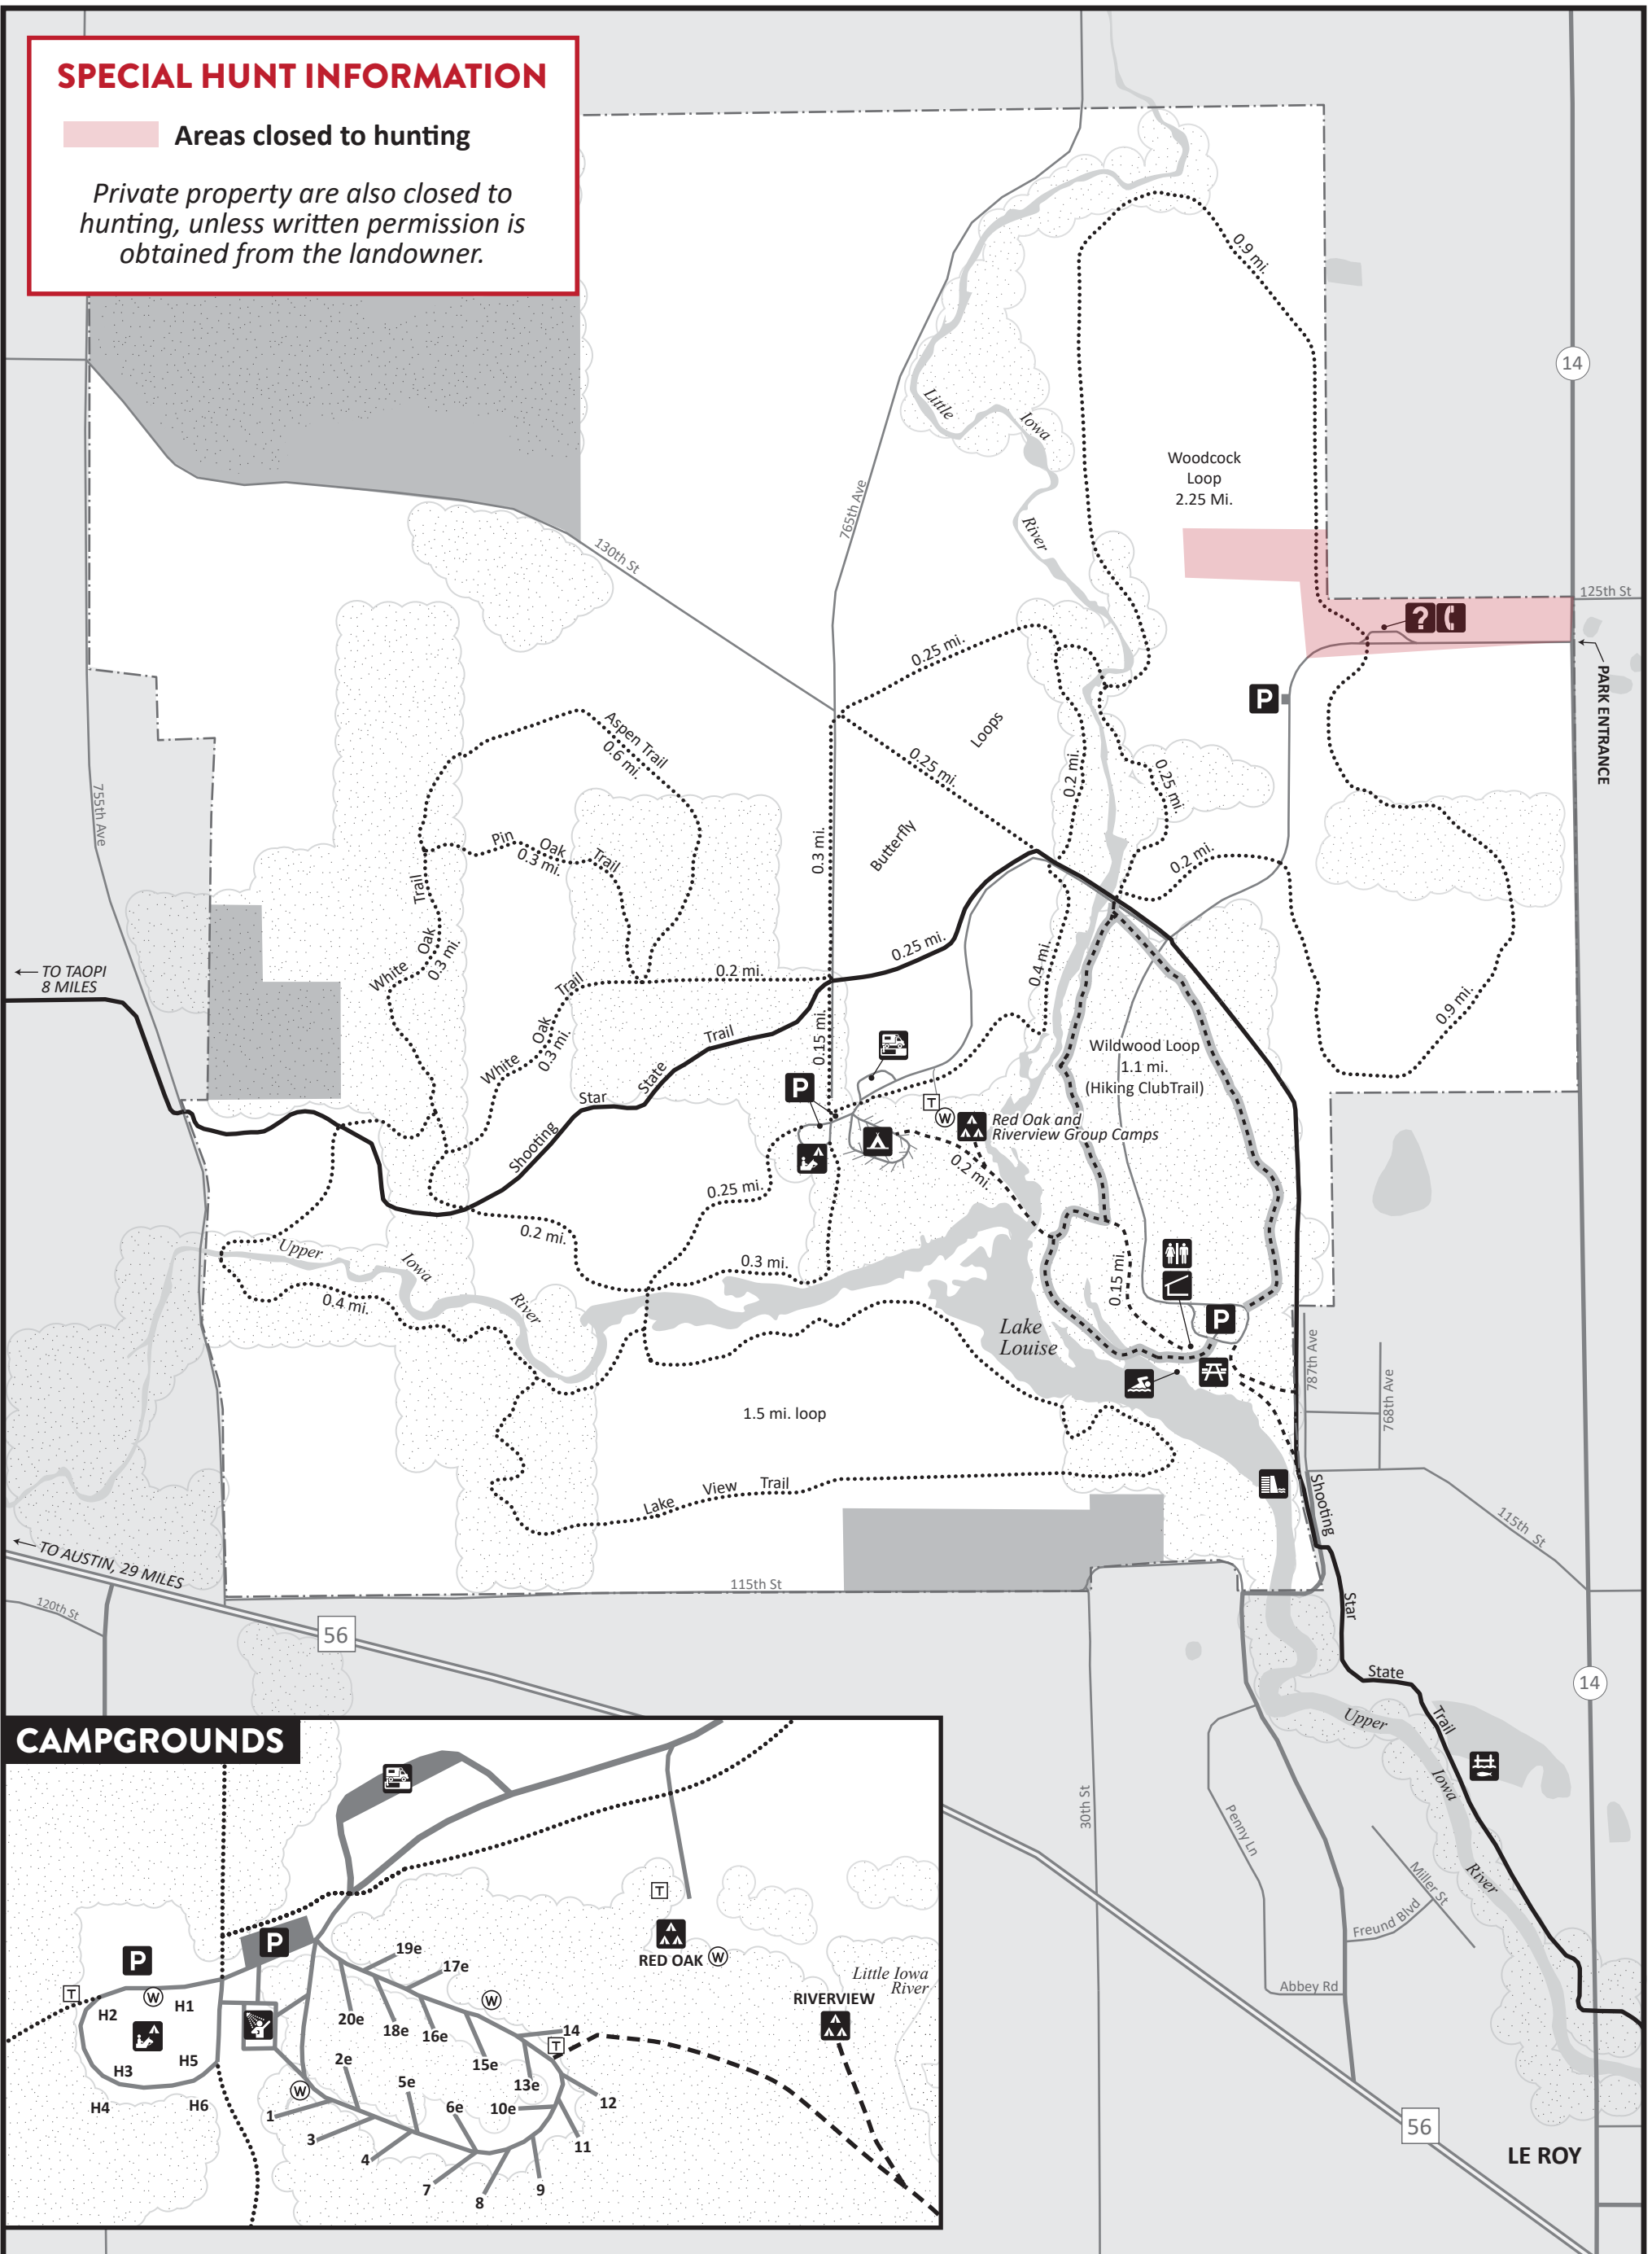 SPECIAL HUNT INFORMATION
Areas closed to hunting
Private property are also closed to
hunting, unless written permission is
obtained from the landowner.
0.9 mi.
14
Little
Iowa
River
Woodcock
Loop
2.25 Mi.
765th Ave
130th St
125th St
?
PARK ENTRANCE
P
0.25 mi.
Loops
0.25 mi.
0.2 mi.
0.25 mi.
Aspen Trail
0.6 mi.
755th Ave
Pin Oak Trail
0.3 mi.
0.3 mi.
Butterfly
0.2 mi.
White Oak Trail
0.3 mi.
0.25 mi.
0.4 mi.
0.2 mi.
TO TAOPI
8 MILES
White Oak Trail
0.3 mi.
0.15 mi.
0.9 mi.
Wildwood Loop
1.1 mi.
(Hiking ClubTrail)
Shooting Star State Trail
P
T
W
Red Oak and
Riverview Group Camps
0.2 mi.
0.25 mi.
0.2 mi.
0.3 mi.
Upper
Iowa
River
0.4 mi.
0.15 mi.
P
Lake
Louise
787th Ave
768th Ave
1.5 mi. loop
Lake View Trail
Shooting
Star
State
Trail
115th St
115th St
TO AUSTIN, 29 MILES
120th St
56
14
Upper
Iowa
River
30th St
Penny Ln
Miller St
Freund Blvd
Abbey Rd
56
LE ROY
CAMPGROUNDS
T
RED OAK
W
Little Iowa
River
RIVERVIEW
P
P
T
W
H2
H1
H3
H5
H4
H6
19e
17e
W
20e
18e
16e
14
T
15e
13e
2e
5e
6e
10e
12
W
1
3
4
7
8
9
11